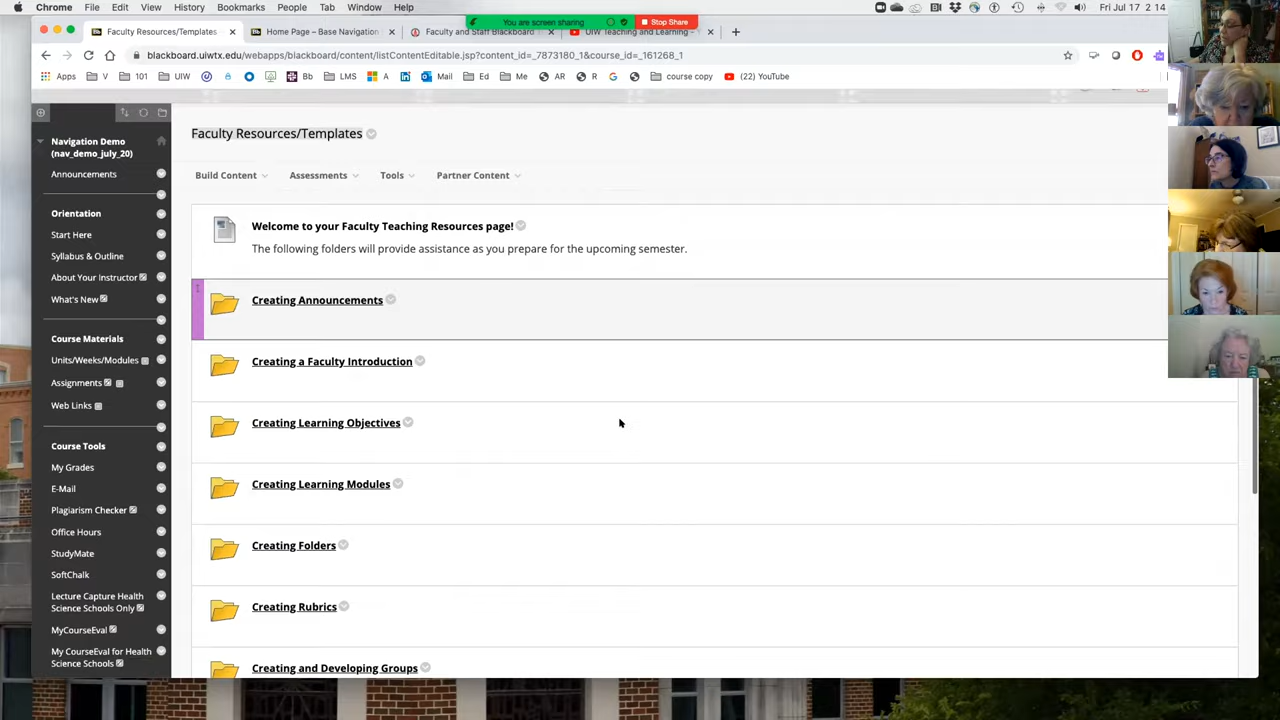 Chrome File Edit View History Bookmarks People Tab Window Help
You are screen sharing Stop Share
Fri Jul 17 2 14
Faculty Resources/Templates × Home Page – Base Navigation × Faculty and Staff Blackboard × UIW Teaching and Learning - × +
blackboard.uiwtx.edu/webapps/blackboard/content/listContentEditable.jsp?content_id=_7873180_1&course_id=_161268_1
Apps V 101 UIW Bb LMS A Mail Ed Me AR R course copy (22) YouTube
Navigation Demo
(nav_demo_july_20)
Announcements
Orientation
Start Here
Syllabus & Outline
About Your Instructor
What's New
Course Materials
Units/Weeks/Modules
Assignments
Web Links
Course Tools
My Grades
E-Mail
Plagiarism Checker
Office Hours
StudyMate
SoftChalk
Lecture Capture Health
Science Schools Only
MyCourseEval
My CourseEval for Health
Science Schools
Faculty Resources/Templates
Build Content Assessments Tools Partner Content
Welcome to your Faculty Teaching Resources page!
The following folders will provide assistance as you prepare for the upcoming semester.
Creating Announcements
Creating a Faculty Introduction
Creating Learning Objectives
Creating Learning Modules
Creating Folders
Creating Rubrics
Creating and Developing Groups